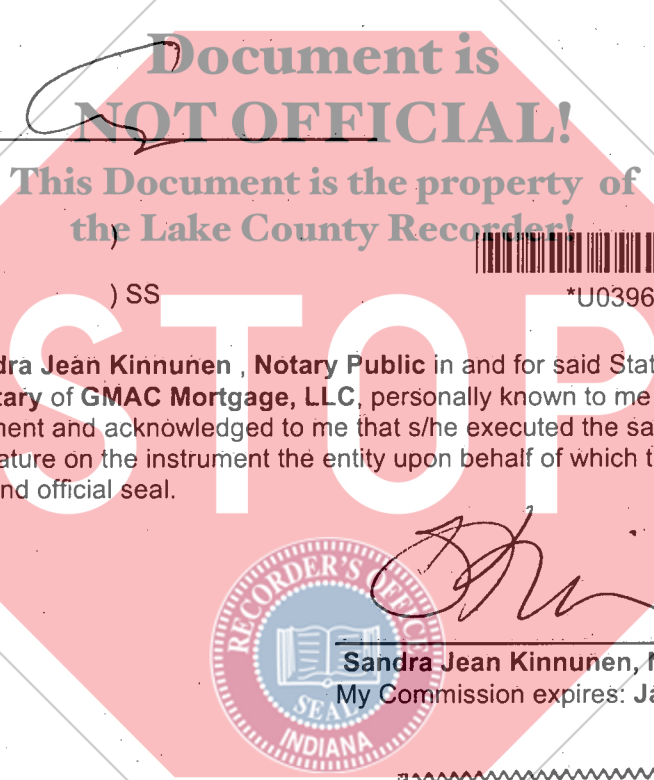 Document is
NOT OFFICIAL!
This Document is the property of
the Lake County Recorder!
)
) SS
*U0396
STOP
dra Jean Kinnunen , Notary Public in and for said Stat
tary of GMAC Mortgage, LLC, personally known to me
ment and acknowledged to me that s/he executed the sa
ature on the instrument the entity upon behalf of which t
nd official seal.
RECORDER'S OFFICE
SEAL
INDIANA
Sandra Jean Kinnunen, N
My Commission expires: Ja